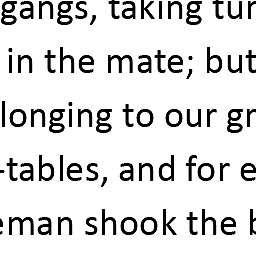 gangs, taking tur
in the mate; but
longing to our gr
-tables, and for e
eman shook the b